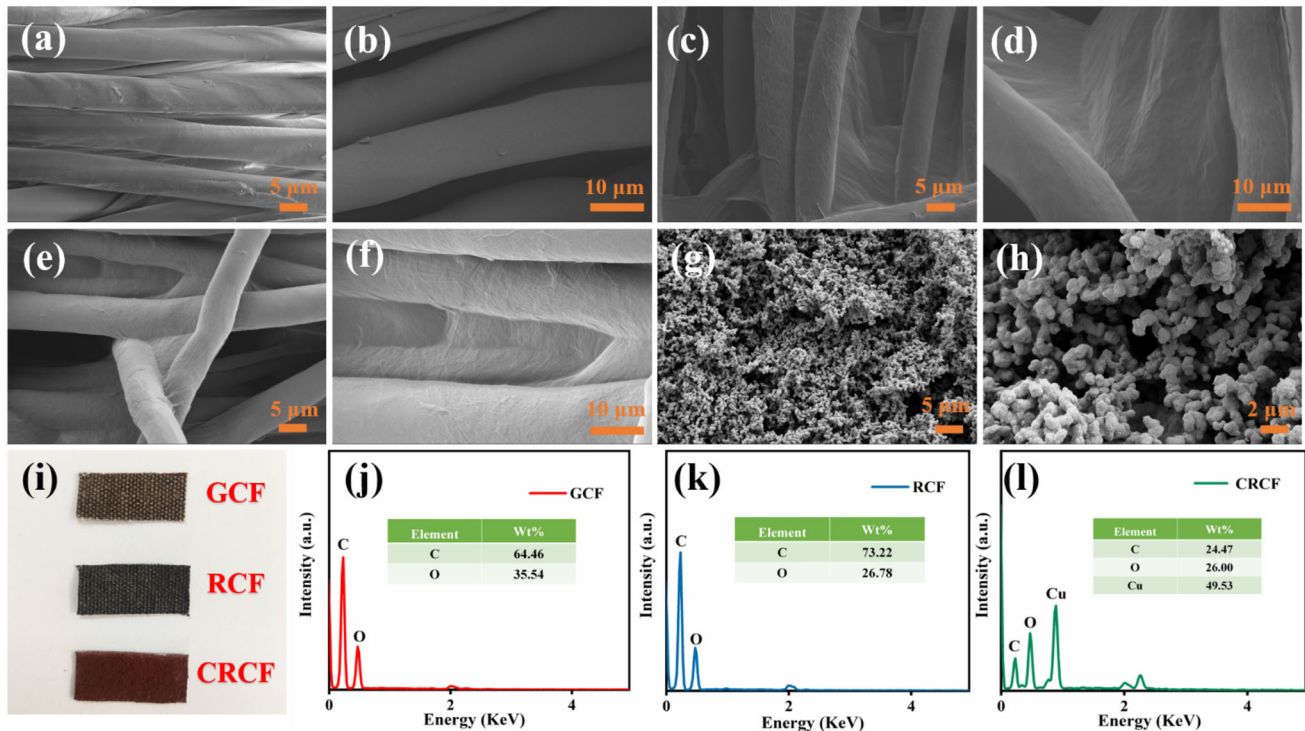 (a)
5 μm
(b)
10 μm
(c)
5 μm
(d)
10 μm
(e)
5 μm
(f)
10 μm
(g)
5 μm
(h)
2 μm
(i)
GCF
RCF
CRCF
(j)
GCF
Element Wt%
C 64.46
O 35.54
C
O
Intensity (a.u.)
0 2 4
Energy (KeV)
(k)
RCF
Element Wt%
C 73.22
O 26.78
C
O
Intensity (a.u.)
0 2 4
Energy (KeV)
(l)
CRCF
Element Wt%
C 24.47
O 26.00
Cu 49.53
C
O
Cu
Intensity (a.u.)
0 2 4
Energy (KeV)